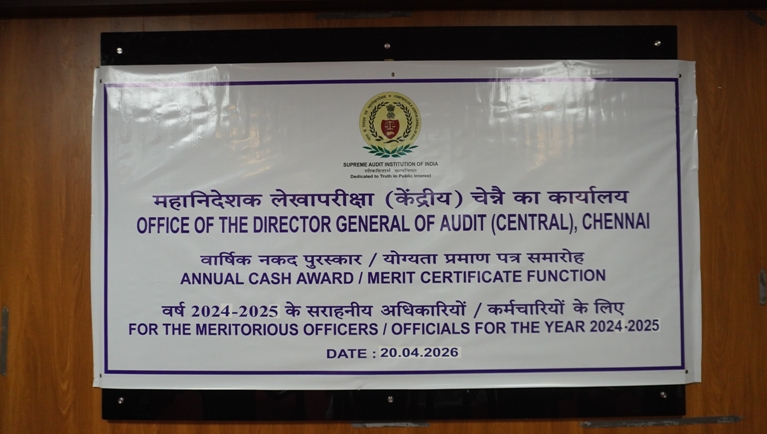 SUPREME AUDIT INSTITUTION OF INDIA
लोकहितार्थ सत्यनिष्ठा
Dedicated to Truth in Public Interest
महानिदेशक लेखापरीक्षा (केंद्रीय) चेन्नै का कार्यालय
OFFICE OF THE DIRECTOR GENERAL OF AUDIT (CENTRAL), CHENNAI
वार्षिक नकद पुरस्कार / योग्यता प्रमाण पत्र समारोह
ANNUAL CASH AWARD / MERIT CERTIFICATE FUNCTION
वर्ष 2024-2025 के सराहनीय अधिकारियों / कर्मचारियों के लिए
FOR THE MERITORIOUS OFFICERS / OFFICIALS FOR THE YEAR 2024-2025
DATE : 20.04.2026